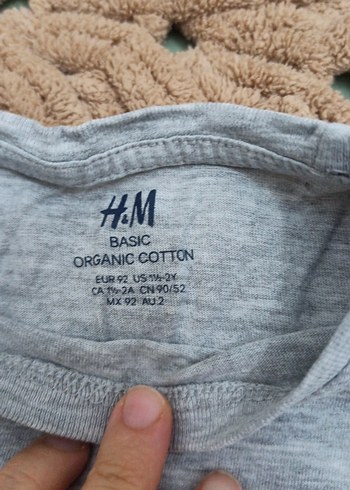 H&M
BASIC
ORGANIC COTTON
EUR 92 US 1½-2Y
CA 1½-2A CN 90/52
MX 92 AU 2